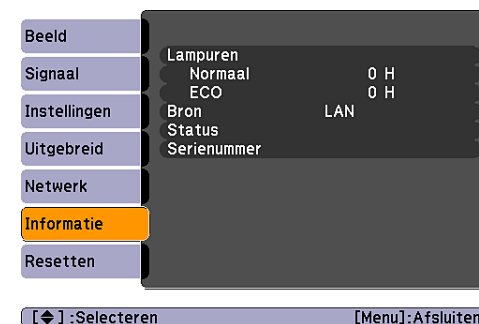 Beeld
Signaal
Instellingen
Uitgebreid
Netwerk
Informatie
Resetten
Lampuren
Normaal 0 H
ECO 0 H
Bron LAN
Status
Serienummer
[◆] :Selecteren [Menu]:Afsluiten